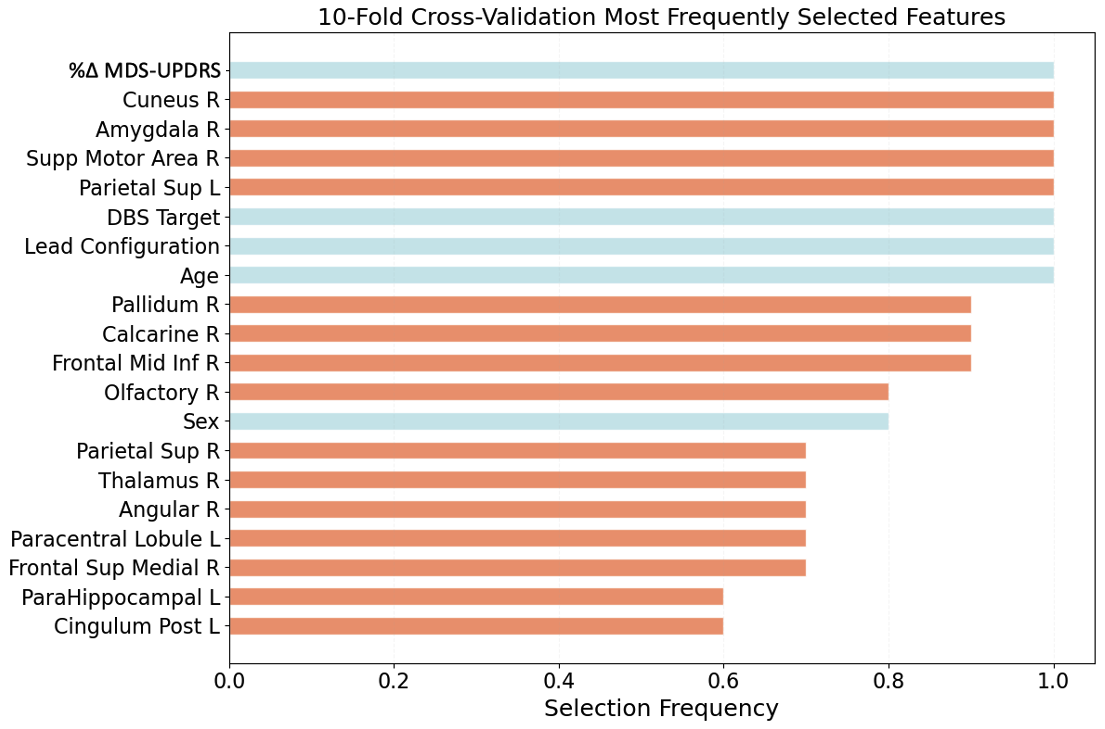 10-Fold Cross-Validation Most Frequently Selected Features
%Δ MDS-UPDRS
Cuneus R
Amygdala R
Supp Motor Area R
Parietal Sup L
DBS Target
Lead Configuration
Age
Pallidum R
Calcarine R
Frontal Mid Inf R
Olfactory R
Sex
Parietal Sup R
Thalamus R
Angular R
Paracentral Lobule L
Frontal Sup Medial R
ParaHippocampal L
Cingulum Post L
0.0 0.2 0.4 0.6 0.8 1.0
Selection Frequency